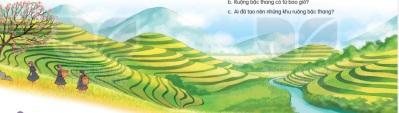 b. Ruộng bậc thang có từ bao giờ?
c. Ai đã tạo nên những khu ruộng bậc thang?